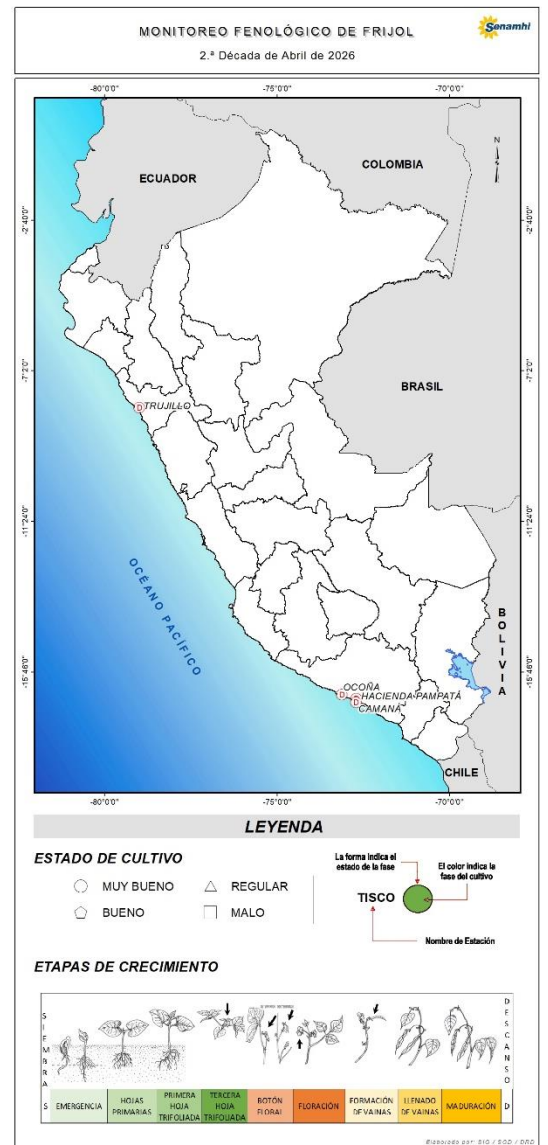 MONITOREO FENOLÓGICO DE FRIJOL
2.ª Década de Abril de 2026
Senamhi
-80°0'0" -75°0'0" -70°0'0"
N
COLOMBIA
ECUADOR
-2°40'0" -2°40'0"
BRASIL
-7°2'0" -7°2'0"
D TRUJILLO
-11°24'0" -11°24'0"
OCÉANO PACÍFICO
BOLIVIA
-15°46'0" -15°46'0"
OCOÑA
D HACIENDA PAMPATÁ
D CAMANÁ
CHILE
-80°0'0" -75°0'0" -70°0'0"
LEYENDA
ESTADO DE CULTIVO
MUY BUENO REGULAR
BUENO MALO
La forma indica el
estado de la fase
El color indica la
fase del cultivo
TISCO
Nombre de Estación
ETAPAS DE CRECIMIENTO
SIEMBRA
DESCANSO
S
EMERGENCIA
HOJAS
PRIMARIAS
PRIMERA
HOJA
TRIFOLIADA
TERCERA
HOJA
TRIFOLIADA
BOTÓN
FLORAL
FLORACIÓN
FORMACIÓN
DE VAINAS
LLENADO
DE VAINAS
MADURACIÓN
D
Elaborado por: SIG / SGD / DRD